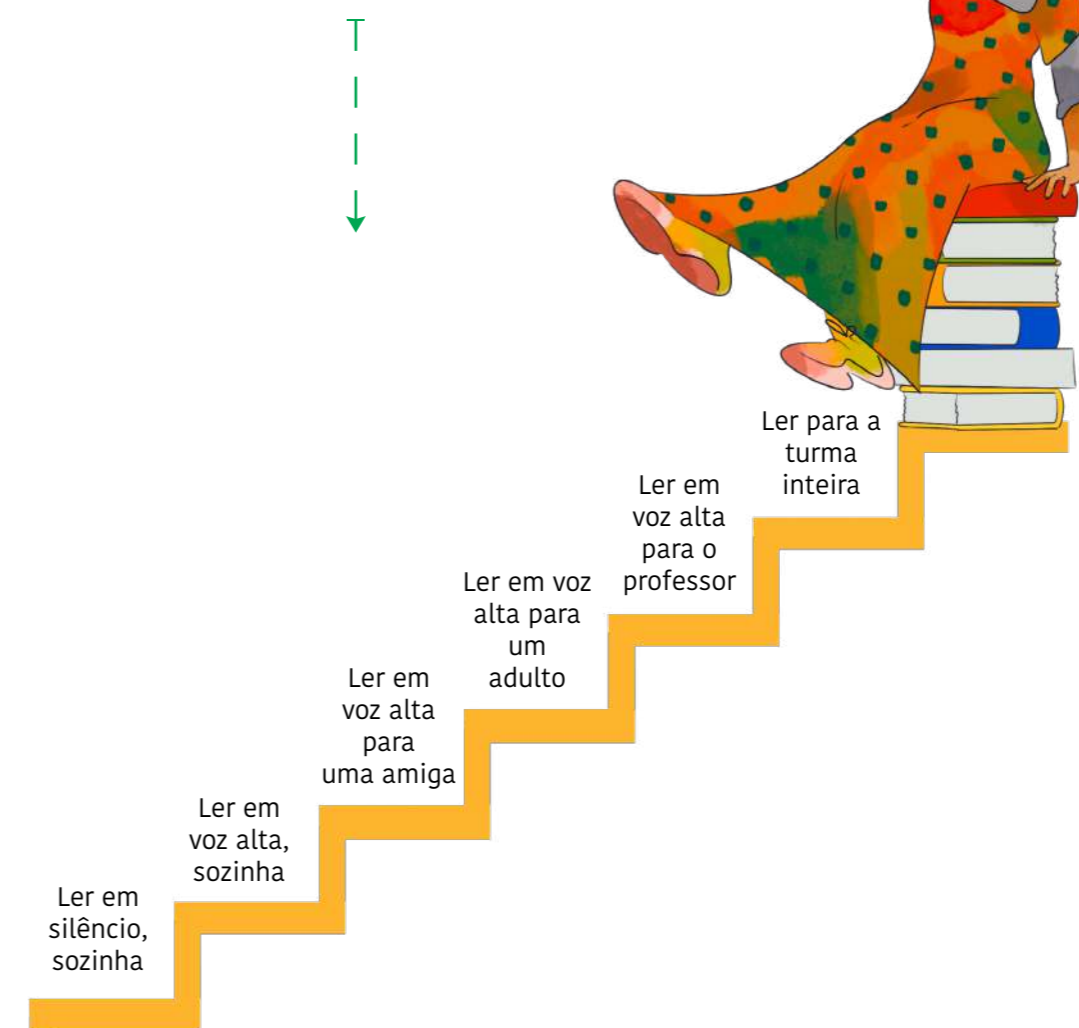 Ler em
silêncio,
sozinha
Ler em
voz alta,
sozinha
Ler em
voz alta
para
uma amiga
Ler em voz
alta para
um
adulto
Ler em
voz alta
para o
professor
Ler para a
turma
inteira